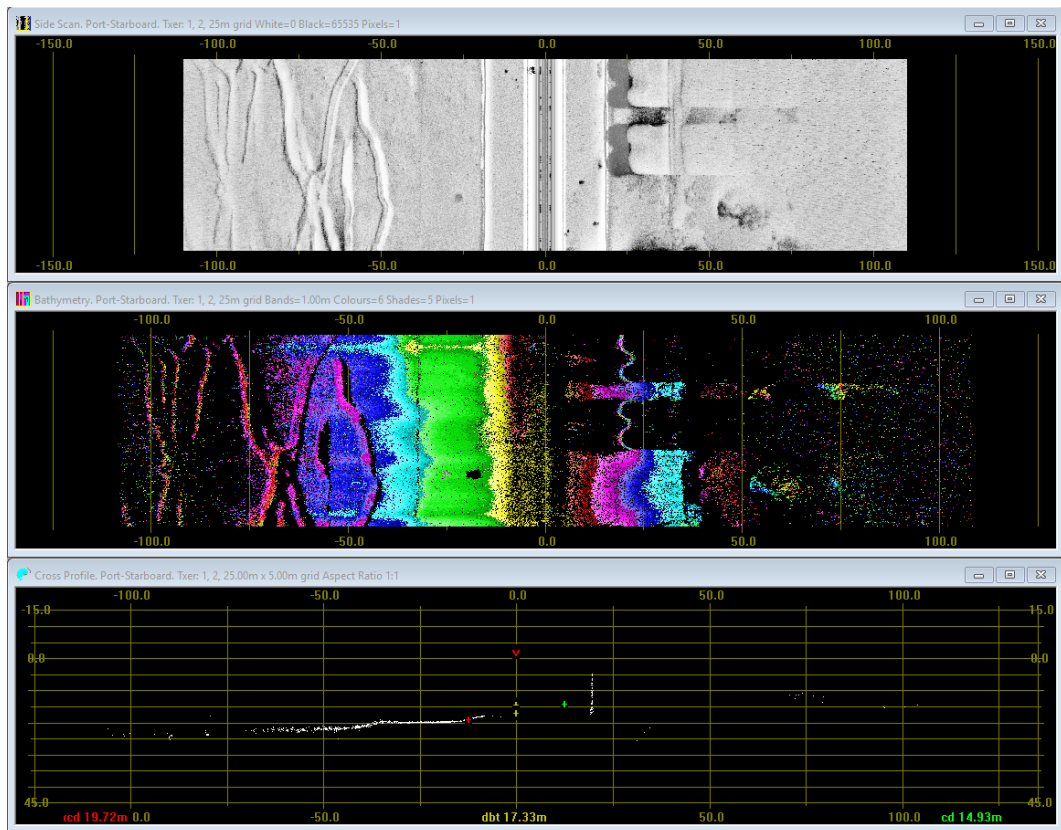 Side Scan. Port-Starboard. Txer: 1, 2, 25m grid White=0 Black=65535 Pixels=1
-150.0 -100.0 -50.0 0.0 50.0 100.0 150.0
-150.0 -100.0 -50.0 0.0 50.0 100.0 150.0
Bathymetry. Port-Starboard. Txer: 1, 2, 25m grid Bands=1.00m Colours=6 Shades=5 Pixels=1
-100.0 -50.0 0.0 50.0 100.0
-100.0 -50.0 0.0 50.0 100.0
Cross Profile. Port-Starboard. Txer: 1, 2, 25.00m x 5.00m grid Aspect Ratio 1:1
-100.0 -50.0 0.0 50.0 100.0
-15.0 15.0
0.0 0.0
45.0 45.0
rcd 19.72m 0.0 -50.0 dbt 17.33m 50.0 cd 14.93m